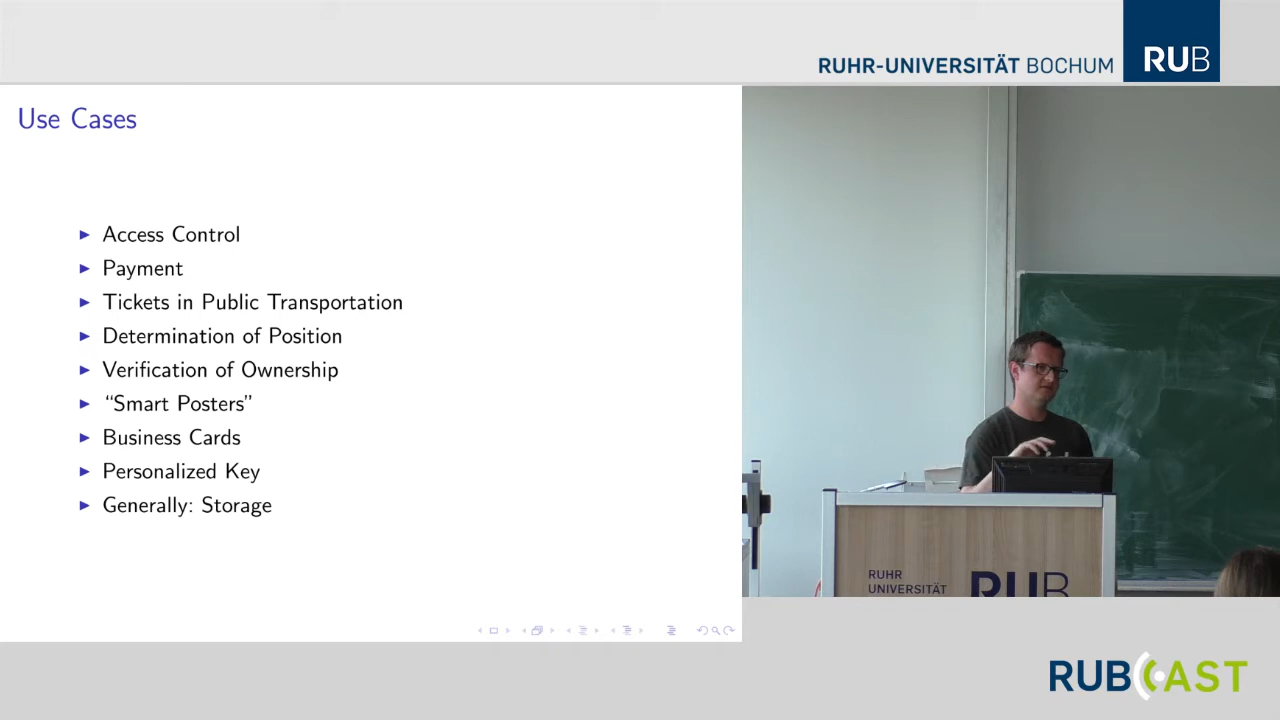 RUHR-UNIVERSITÄT BOCHUM RUB
Use Cases
Access Control
Payment
Tickets in Public Transportation
Determination of Position
Verification of Ownership
“Smart Posters”
Business Cards
Personalized Key
Generally: Storage
RUHR
UNIVERSITÄT
RUB
RUBCAST